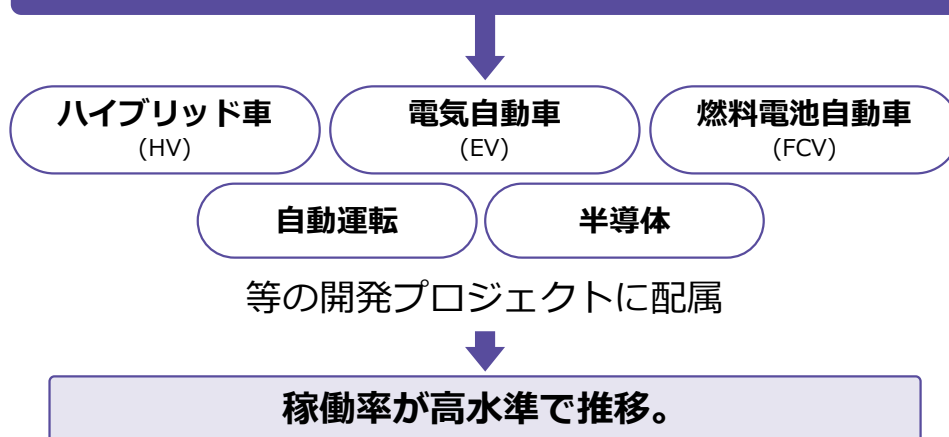 ハイブリッド車
(HV)
電気自動車
(EV)
燃料電池自動車
(FCV)
自動運転
半導体
等の開発プロジェクトに配属
稼働率が高水準で推移。